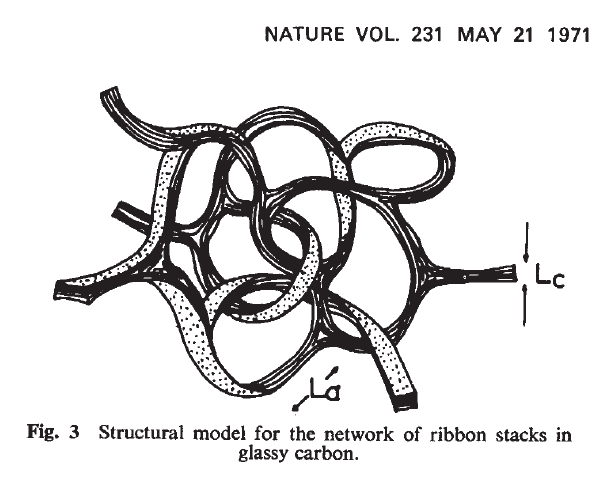 NATURE VOL. 231 MAY 21 1971
Lc
La
Fig. 3 Structural model for the network of ribbon stacks in
glassy carbon.